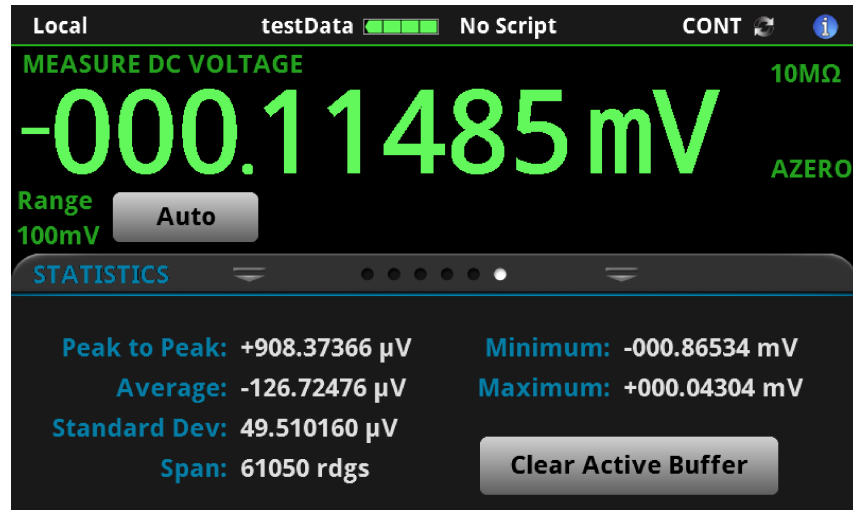 Local testData No Script CONT i
MEASURE DC VOLTAGE
10MΩ
-000.11485 mV
AZERO
Range
100mV
Auto
STATISTICS
Peak to Peak: +908.37366 µV
Average: -126.72476 µV
Standard Dev: 49.510160 µV
Span: 61050 rdgs
Minimum: -000.86534 mV
Maximum: +000.04304 mV
Clear Active Buffer